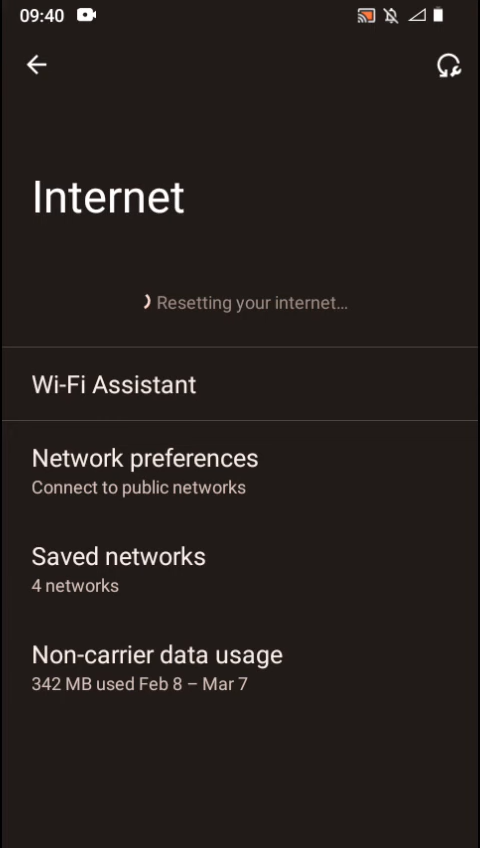 09:40
Internet
Resetting your internet…
Wi-Fi Assistant
Network preferences
Connect to public networks
Saved networks
4 networks
Non-carrier data usage
342 MB used Feb 8 – Mar 7